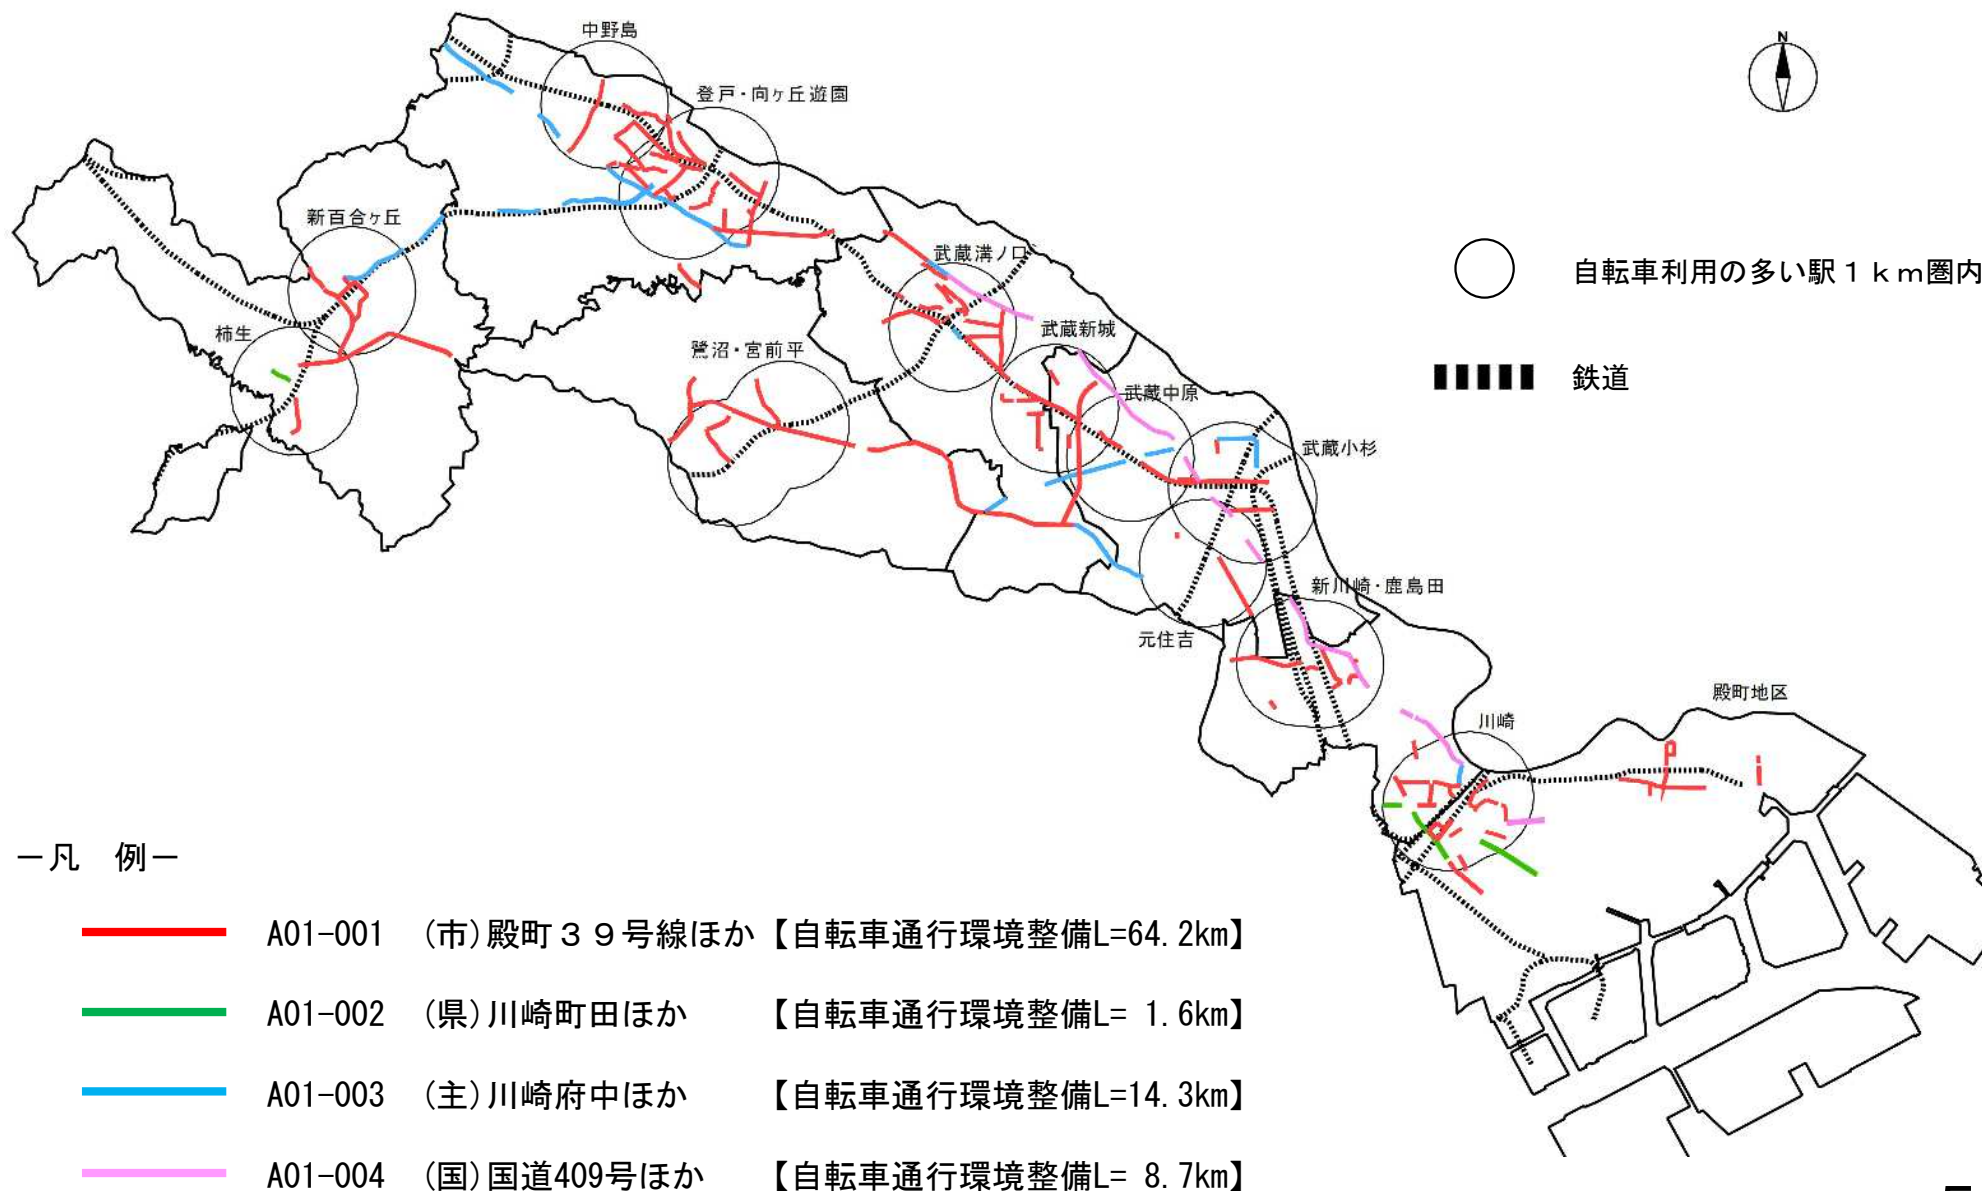 中野島
N
登戸・向ヶ丘遊園
新百合ヶ丘
武蔵溝ノ口
自転車利用の多い駅１ｋｍ圏内
柿生
鷺沼・宮前平
武蔵新城
武蔵中原
鉄道
武蔵小杉
新川崎・鹿島田
元住吉
殿町地区
川崎
－凡　例－
A01-001　(市)殿町３９号線ほか【自転車通行環境整備L=64.2km】
A01-002　(県)川崎町田ほか　　【自転車通行環境整備L= 1.6km】
A01-003　(主)川崎府中ほか　　【自転車通行環境整備L=14.3km】
A01-004　(国)国道409号ほか　　【自転車通行環境整備L= 8.7km】